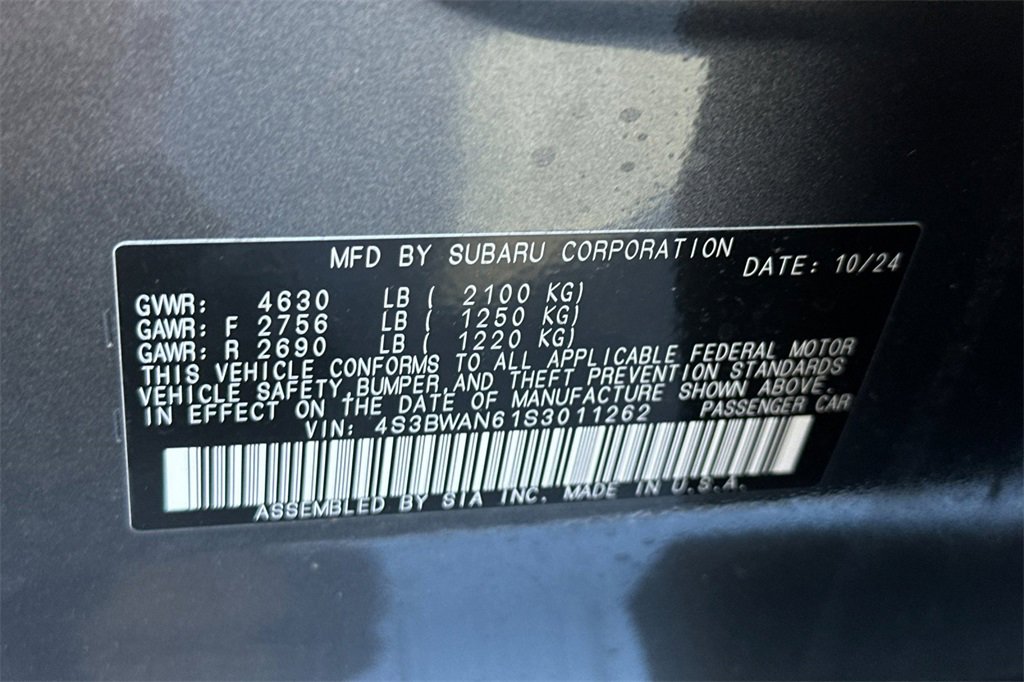 MFD BY SUBARU CORPORATION DATE: 10/24
GVWR: 4630 LB ( 2100 KG)
GAWR: F 2756 LB ( 1250 KG)
GAWR: R 2690 LB ( 1220 KG)
THIS VEHICLE CONFORMS TO ALL APPLICABLE FEDERAL MOTOR
VEHICLE SAFETY,BUMPER,AND THEFT PREVENTION STANDARDS
IN EFFECT ON THE DATE OF MANUFACTURE SHOWN ABOVE.
VIN: 4S3BWAN61S3011262 PASSENGER CAR
ASSEMBLED BY SIA INC. MADE IN U.S.A.